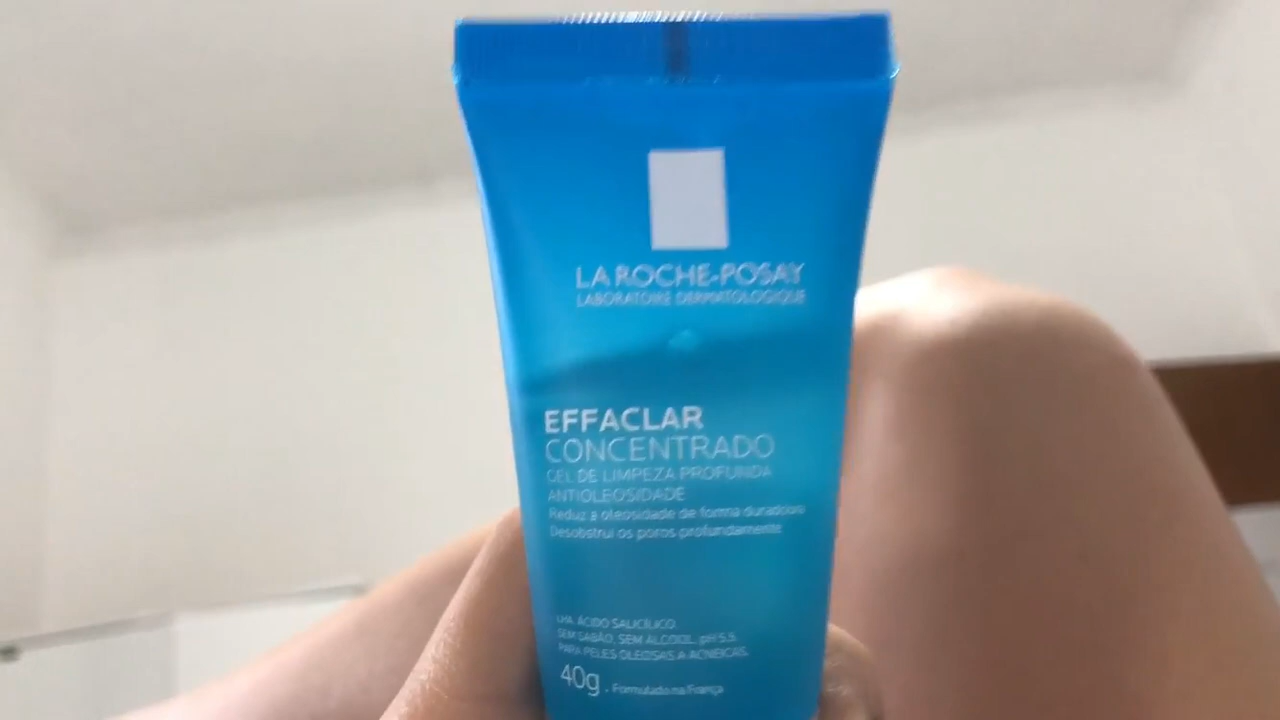 LA ROCHE-POSAY
LABORATOIRE DERMATOLOGIQUE
EFFACLAR
CONCENTRADO
GEL DE LIMPEZA PROFUNDA
ANTIOLEOSIDADE
Reduz a oleosidade de forma duradoura
Desobstrui os poros profundamente
LHA. ÁCIDO SALICÍLICO.
SEM SABÃO, SEM ÁLCOOL, pH 5.5.
PARA PELES OLEOSAS A ACNEICAS.
40g. Formulado na França